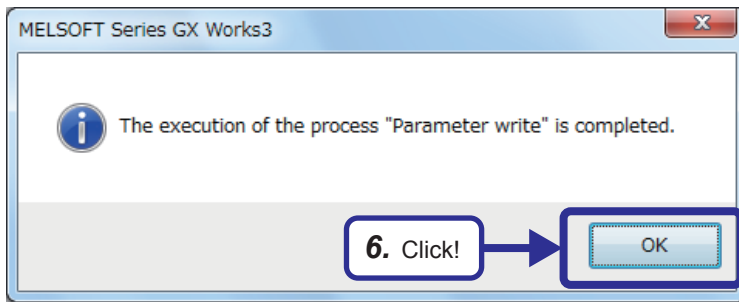 MELSOFT Series GX Works3
The execution of the process "Parameter write" is completed.
6. Click!
OK